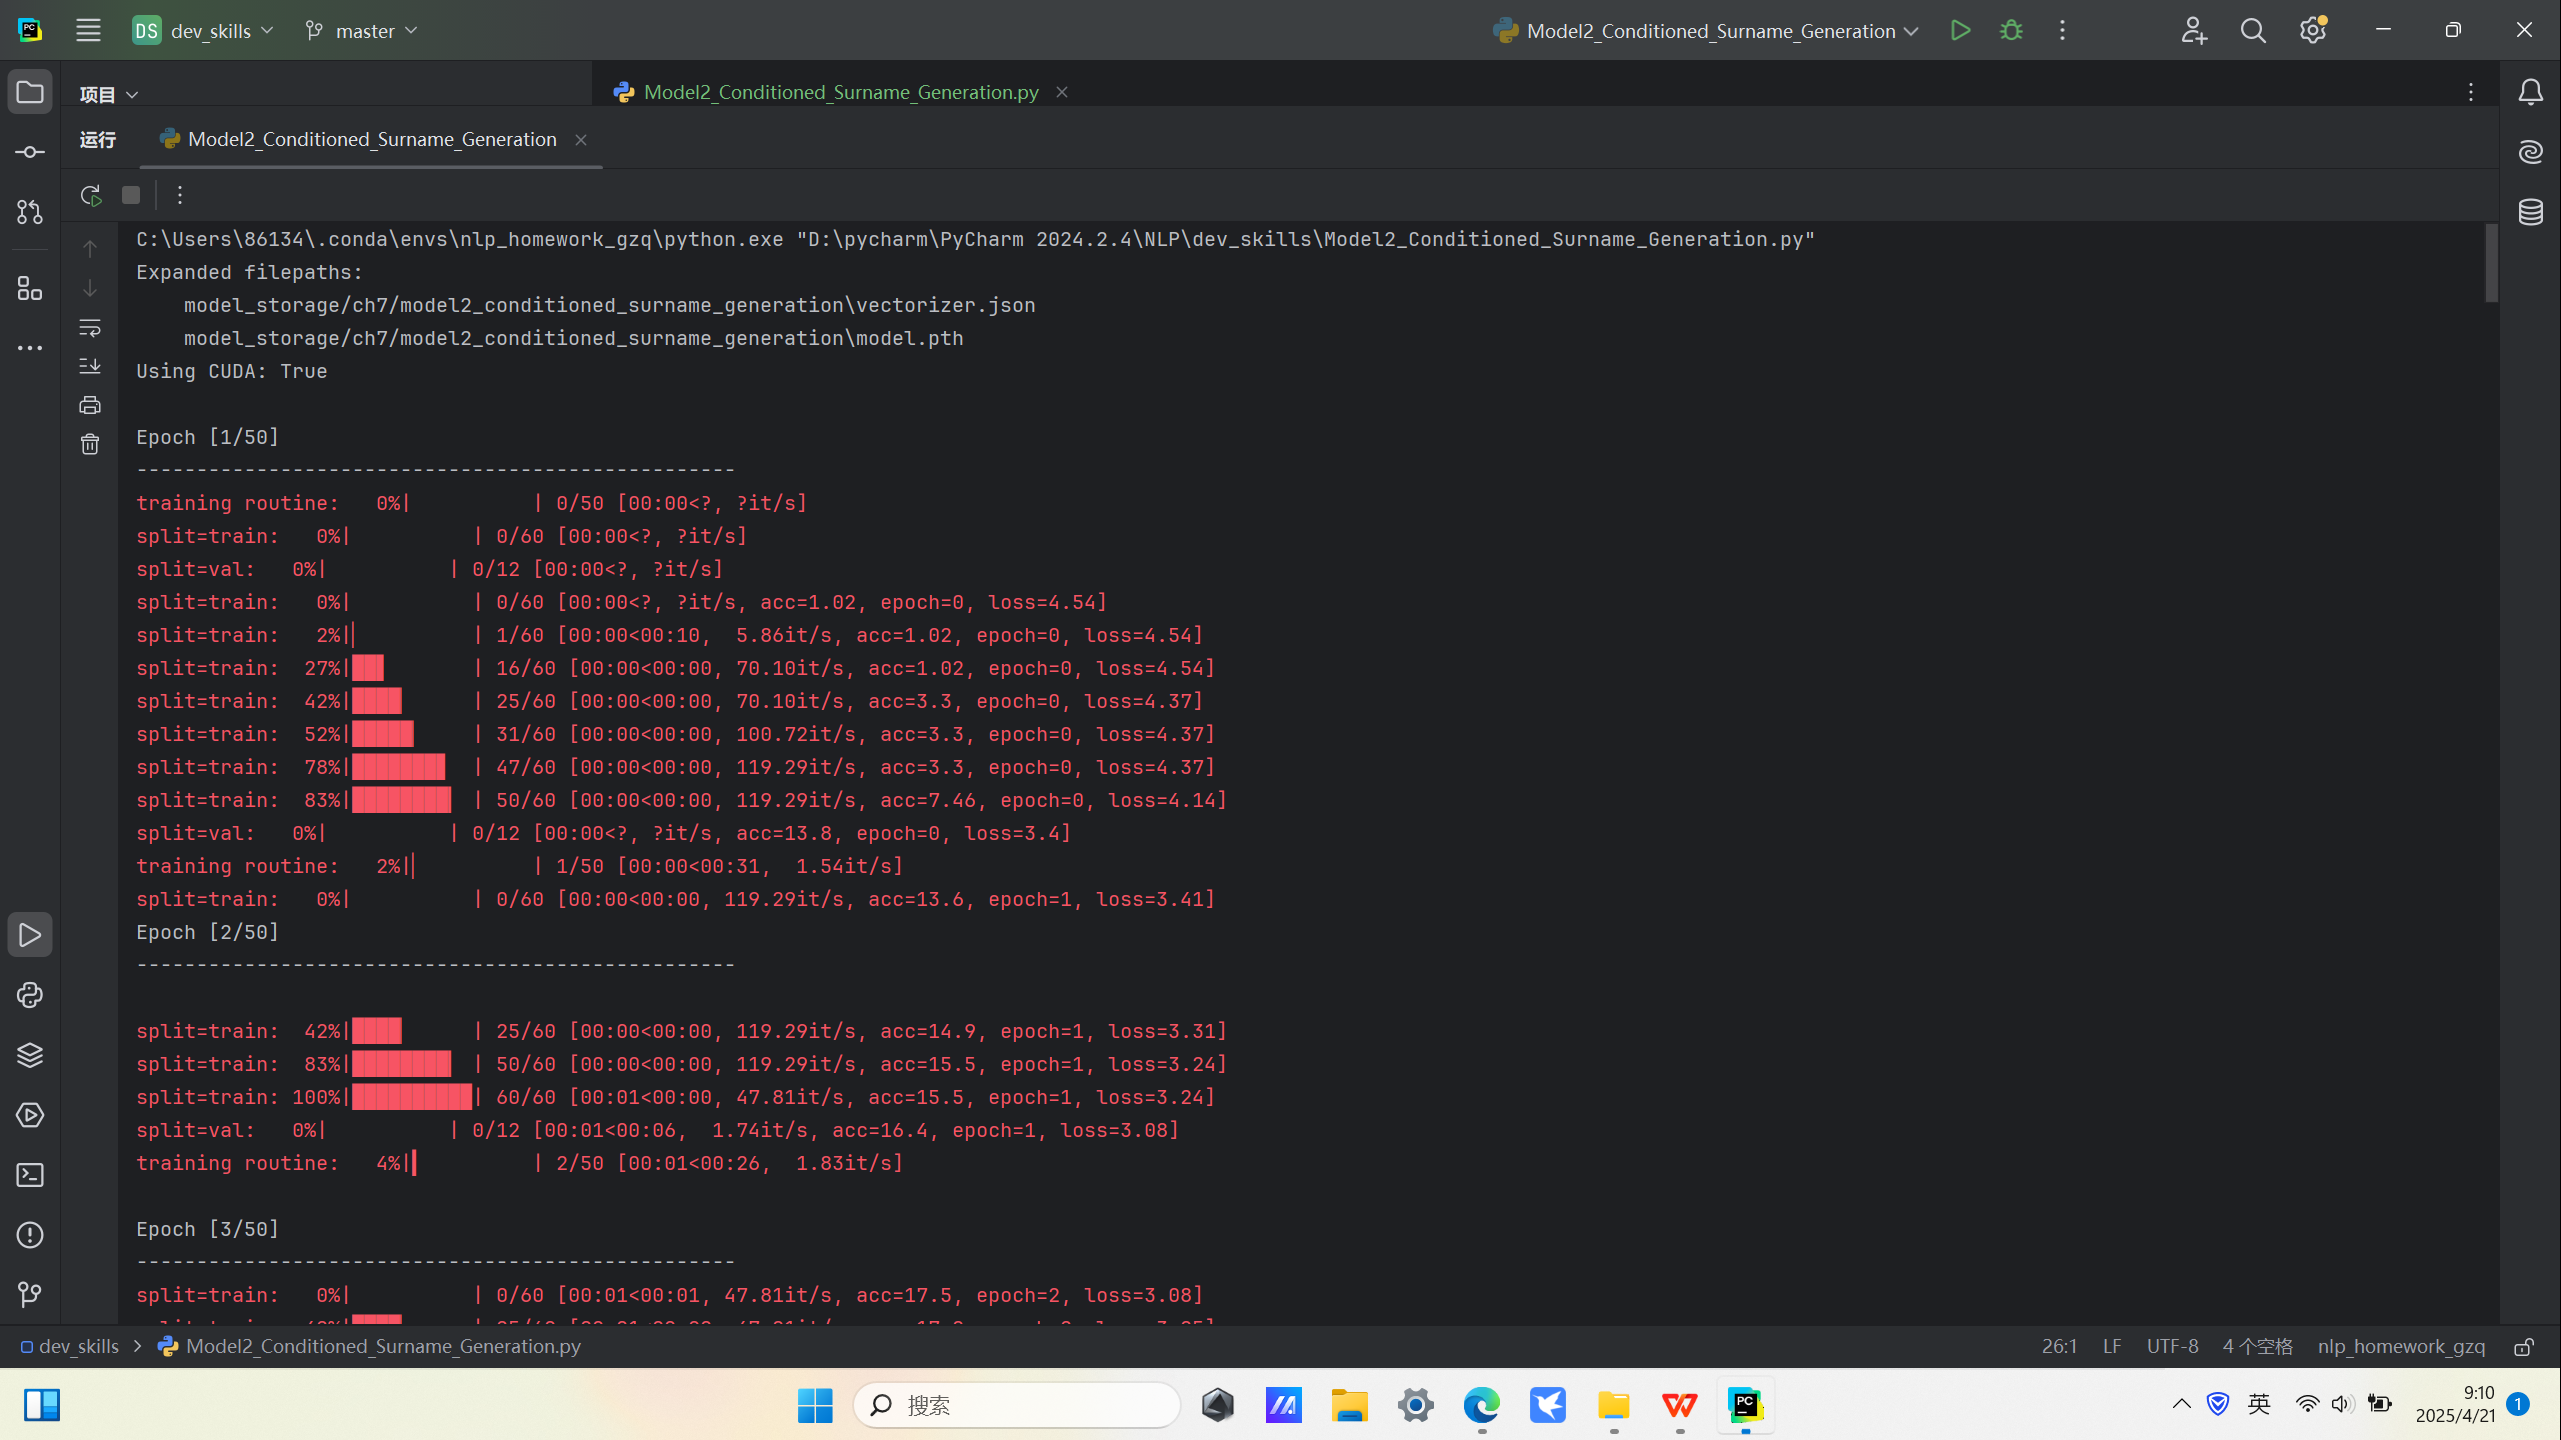 DS dev_skills master Model2_Conditioned_Surname_Generation
项目 Model2_Conditioned_Surname_Generation.py
运行 Model2_Conditioned_Surname_Generation
C:\Users\86134\.conda\envs\nlp_homework_gzq\python.exe "D:\pycharm\PyCharm 2024.2.4\NLP\dev_skills\Model2_Conditioned_Surname_Generation.py"
Expanded filepaths:
    model_storage/ch7/model2_conditioned_surname_generation\vectorizer.json
    model_storage/ch7/model2_conditioned_surname_generation\model.pth
Using CUDA: True
Epoch [1/50]
--------------------------------------------------
training routine:   0%|          | 0/50 [00:00<?, ?it/s]
split=train:   0%|          | 0/60 [00:00<?, ?it/s]
split=val:   0%|          | 0/12 [00:00<?, ?it/s]
split=train:   0%|          | 0/60 [00:00<?, ?it/s, acc=1.02, epoch=0, loss=4.54]
split=train:   2%|▏         | 1/60 [00:00<00:10,  5.86it/s, acc=1.02, epoch=0, loss=4.54]
split=train:  27%|██▋       | 16/60 [00:00<00:00, 70.10it/s, acc=1.02, epoch=0, loss=4.54]
split=train:  42%|████▏     | 25/60 [00:00<00:00, 70.10it/s, acc=3.3, epoch=0, loss=4.37]
split=train:  52%|█████▏    | 31/60 [00:00<00:00, 100.72it/s, acc=3.3, epoch=0, loss=4.37]
split=train:  78%|███████▊  | 47/60 [00:00<00:00, 119.29it/s, acc=3.3, epoch=0, loss=4.37]
split=train:  83%|████████▎ | 50/60 [00:00<00:00, 119.29it/s, acc=7.46, epoch=0, loss=4.14]
split=val:   0%|          | 0/12 [00:00<?, ?it/s, acc=13.8, epoch=0, loss=3.4]
training routine:   2%|▏         | 1/50 [00:00<00:31,  1.54it/s]
split=train:   0%|          | 0/60 [00:00<00:00, 119.29it/s, acc=13.6, epoch=1, loss=3.41]
Epoch [2/50]
--------------------------------------------------
split=train:  42%|████▏     | 25/60 [00:00<00:00, 119.29it/s, acc=14.9, epoch=1, loss=3.31]
split=train:  83%|████████▎ | 50/60 [00:00<00:00, 119.29it/s, acc=15.5, epoch=1, loss=3.24]
split=train: 100%|██████████| 60/60 [00:01<00:00, 47.81it/s, acc=15.5, epoch=1, loss=3.24]
split=val:   0%|          | 0/12 [00:01<00:06,  1.74it/s, acc=16.4, epoch=1, loss=3.08]
training routine:   4%|▍         | 2/50 [00:01<00:26,  1.83it/s]
Epoch [3/50]
--------------------------------------------------
split=train:   0%|          | 0/60 [00:01<00:01, 47.81it/s, acc=17.5, epoch=2, loss=3.08]
dev_skills > Model2_Conditioned_Surname_Generation.py 26:1 LF UTF-8 4 个空格 nlp_homework_gzq
搜索 英 9:10 1
2025/4/21